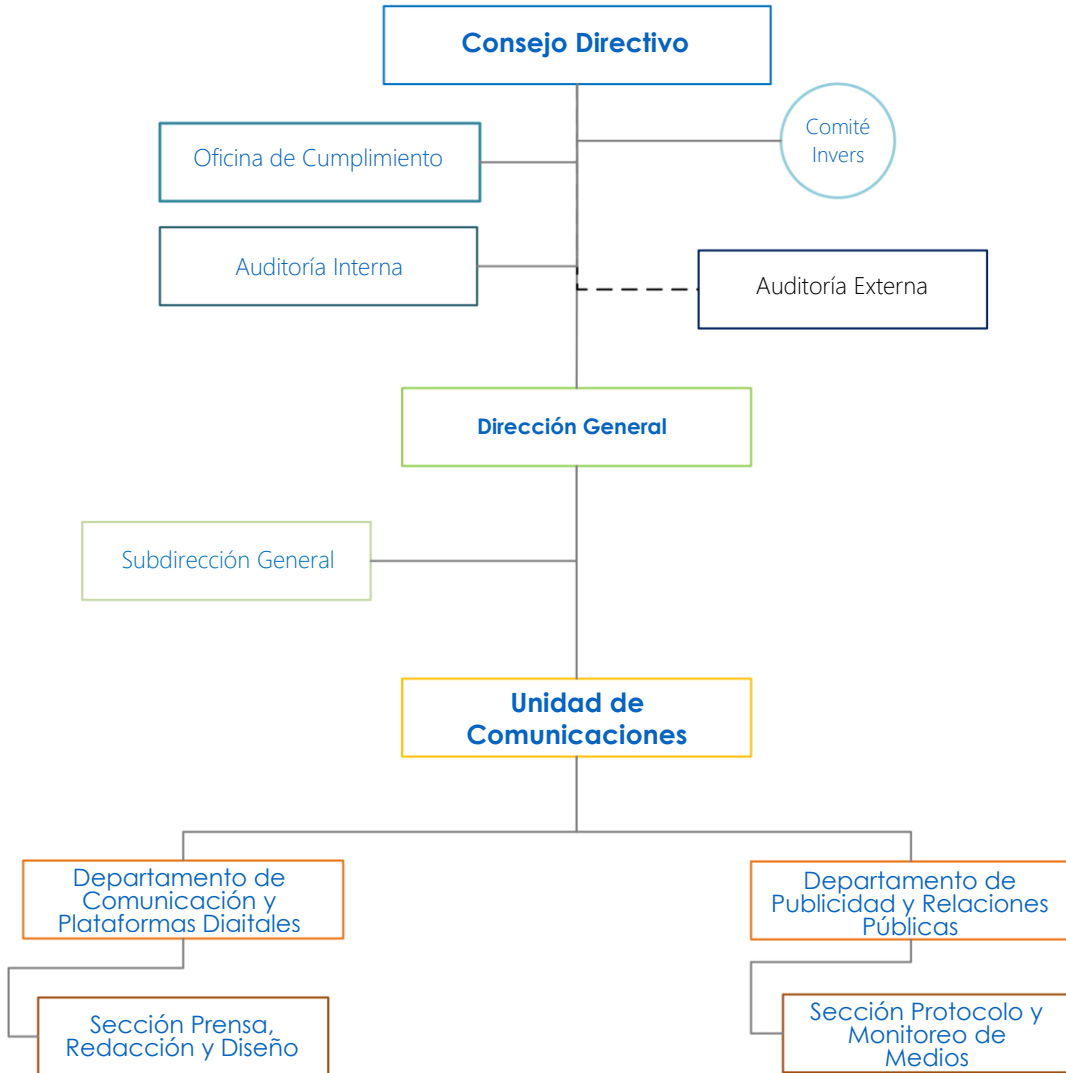 Consejo Directivo
Comité
Invers
Oficina de Cumplimiento
Auditoría Interna
Auditoría Externa
Dirección General
Subdirección General
Unidad de
Comunicaciones
Departamento de
Comunicación y
Plataformas Diaitales
Departamento de
Publicidad y Relaciones
Públicas
Sección Prensa,
Redacción y Diseño
Sección Protocolo y
Monitoreo de
Medios